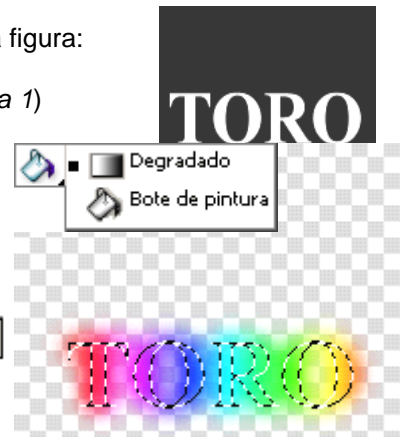 a figura:
a 1)
TORO
Degradado
Bote de pintura
TORO